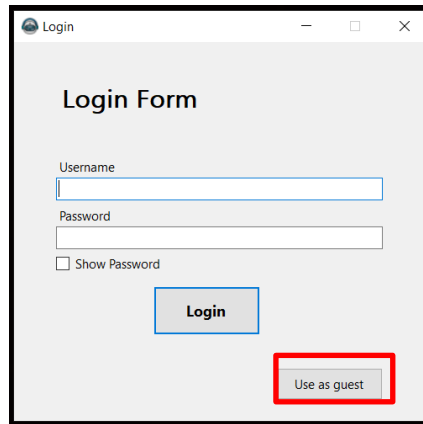 Login
Login Form
Username
Password
Show Password
Login
Use as guest